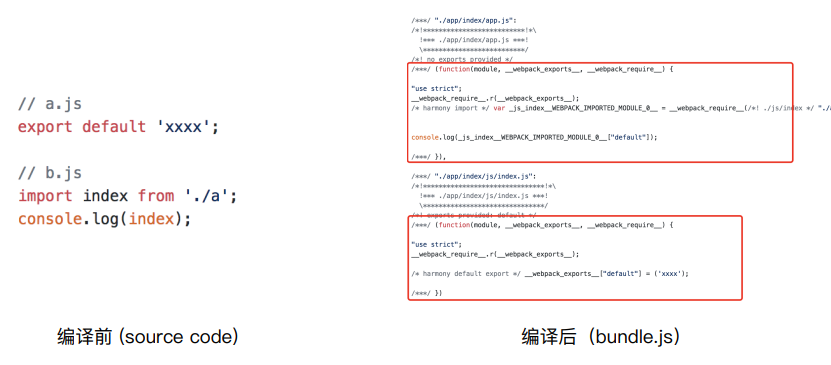 // a.js
export default 'xxxx';
// b.js
import index from './a';
console.log(index);
编译前 (source code)
/***/ "./app/index/app.js":
/*!**************************!*\
!*** ./app/index/app.js ***!
\**************************/
/*! no exports provided */
/***/ (function(module, __webpack_exports__, __webpack_require__) {
"use strict";
__webpack_require__.r(__webpack_exports__);
/* harmony import */ var _js_index__WEBPACK_IMPORTED_MODULE_0__ = __webpack_require__(/*! ./js/index */ "./a
console.log(_js_index__WEBPACK_IMPORTED_MODULE_0__["default"]);
/***/ }),
/***/ "./app/index/js/index.js":
/*!*******************************!*\
!*** ./app/index/js/index.js ***!
\*******************************/
/*! exports provided: default */
/***/ (function(module, __webpack_exports__, __webpack_require__) {
"use strict";
__webpack_require__.r(__webpack_exports__);
/* harmony default export */ __webpack_exports__["default"] = ('xxxx');
/***/ })
编译后（bundle.js）